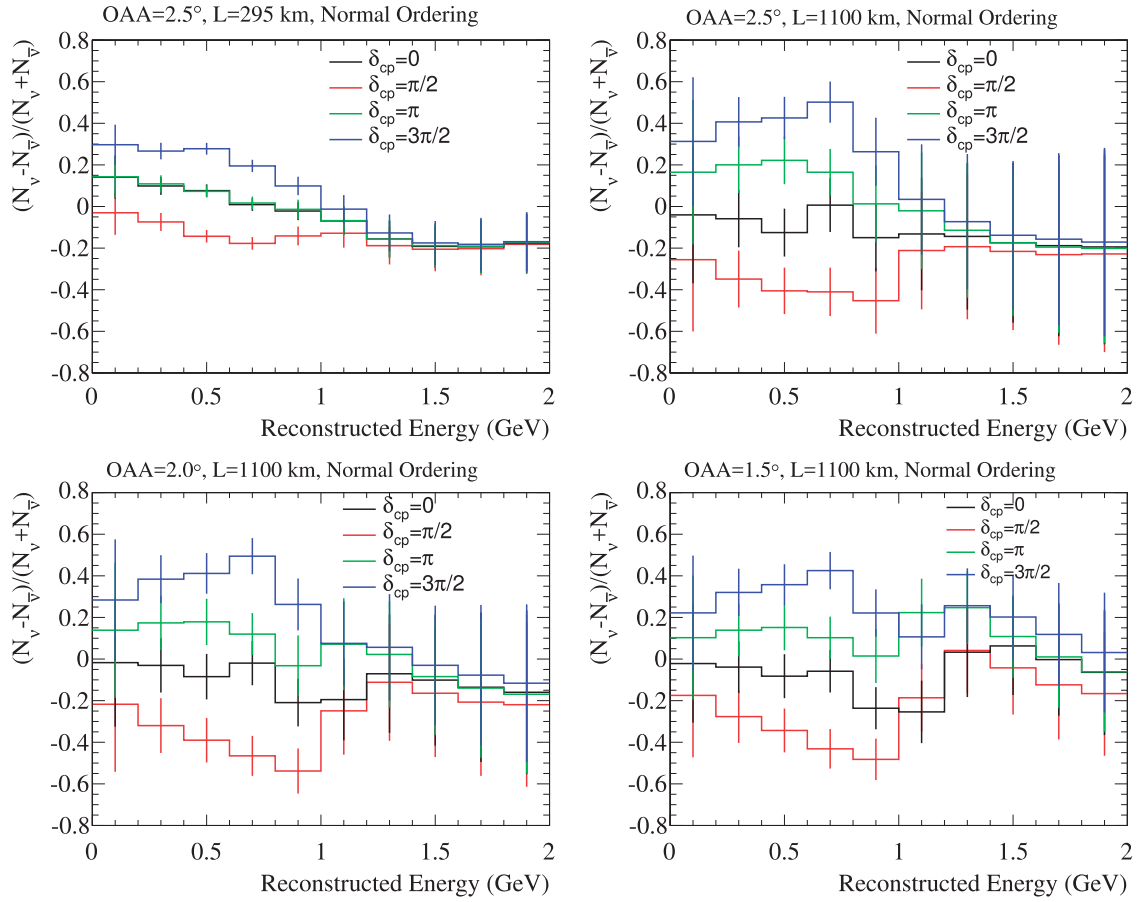 OAA=2.5°, L=295 km, Normal Ordering
(N_ν-N_ν̅)/(N_ν+N_ν̅)
0.8
0.6
0.4
0.2
0
-0.2
-0.4
-0.6
-0.8
δ_cp=0
δ_cp=π/2
δ_cp=π
δ_cp=3π/2
0 0.5 1 1.5 2
Reconstructed Energy (GeV)
OAA=2.5°, L=1100 km, Normal Ordering
(N_ν-N_ν̅)/(N_ν+N_ν̅)
0.8
0.6
0.4
0.2
0
-0.2
-0.4
-0.6
-0.8
δ_cp=0
δ_cp=π/2
δ_cp=π
δ_cp=3π/2
0 0.5 1 1.5 2
Reconstructed Energy (GeV)
OAA=2.0°, L=1100 km, Normal Ordering
(N_ν-N_ν̅)/(N_ν+N_ν̅)
0.8
0.6
0.4
0.2
0
-0.2
-0.4
-0.6
-0.8
δ_cp=0
δ_cp=π/2
δ_cp=π
δ_cp=3π/2
0 0.5 1 1.5 2
Reconstructed Energy (GeV)
OAA=1.5°, L=1100 km, Normal Ordering
(N_ν-N_ν̅)/(N_ν+N_ν̅)
0.8
0.6
0.4
0.2
0
-0.2
-0.4
-0.6
-0.8
δ_cp=0
δ_cp=π/2
δ_cp=π
δ_cp=3π/2
0 0.5 1 1.5 2
Reconstructed Energy (GeV)